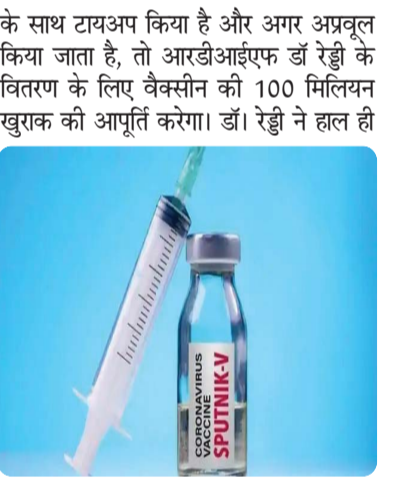 के साथ टायअप किया है और अगर अप्रवूल
किया जाता है, तो आरडीआईएफ डॉ रेड्डी के
वितरण के लिए वैक्सीन की 100 मिलियन
खुराक की आपूर्ति करेगा। डॉ। रेड्डी ने हाल ही
CORONAVIRUS
VACCINE
SPUTNIK-V